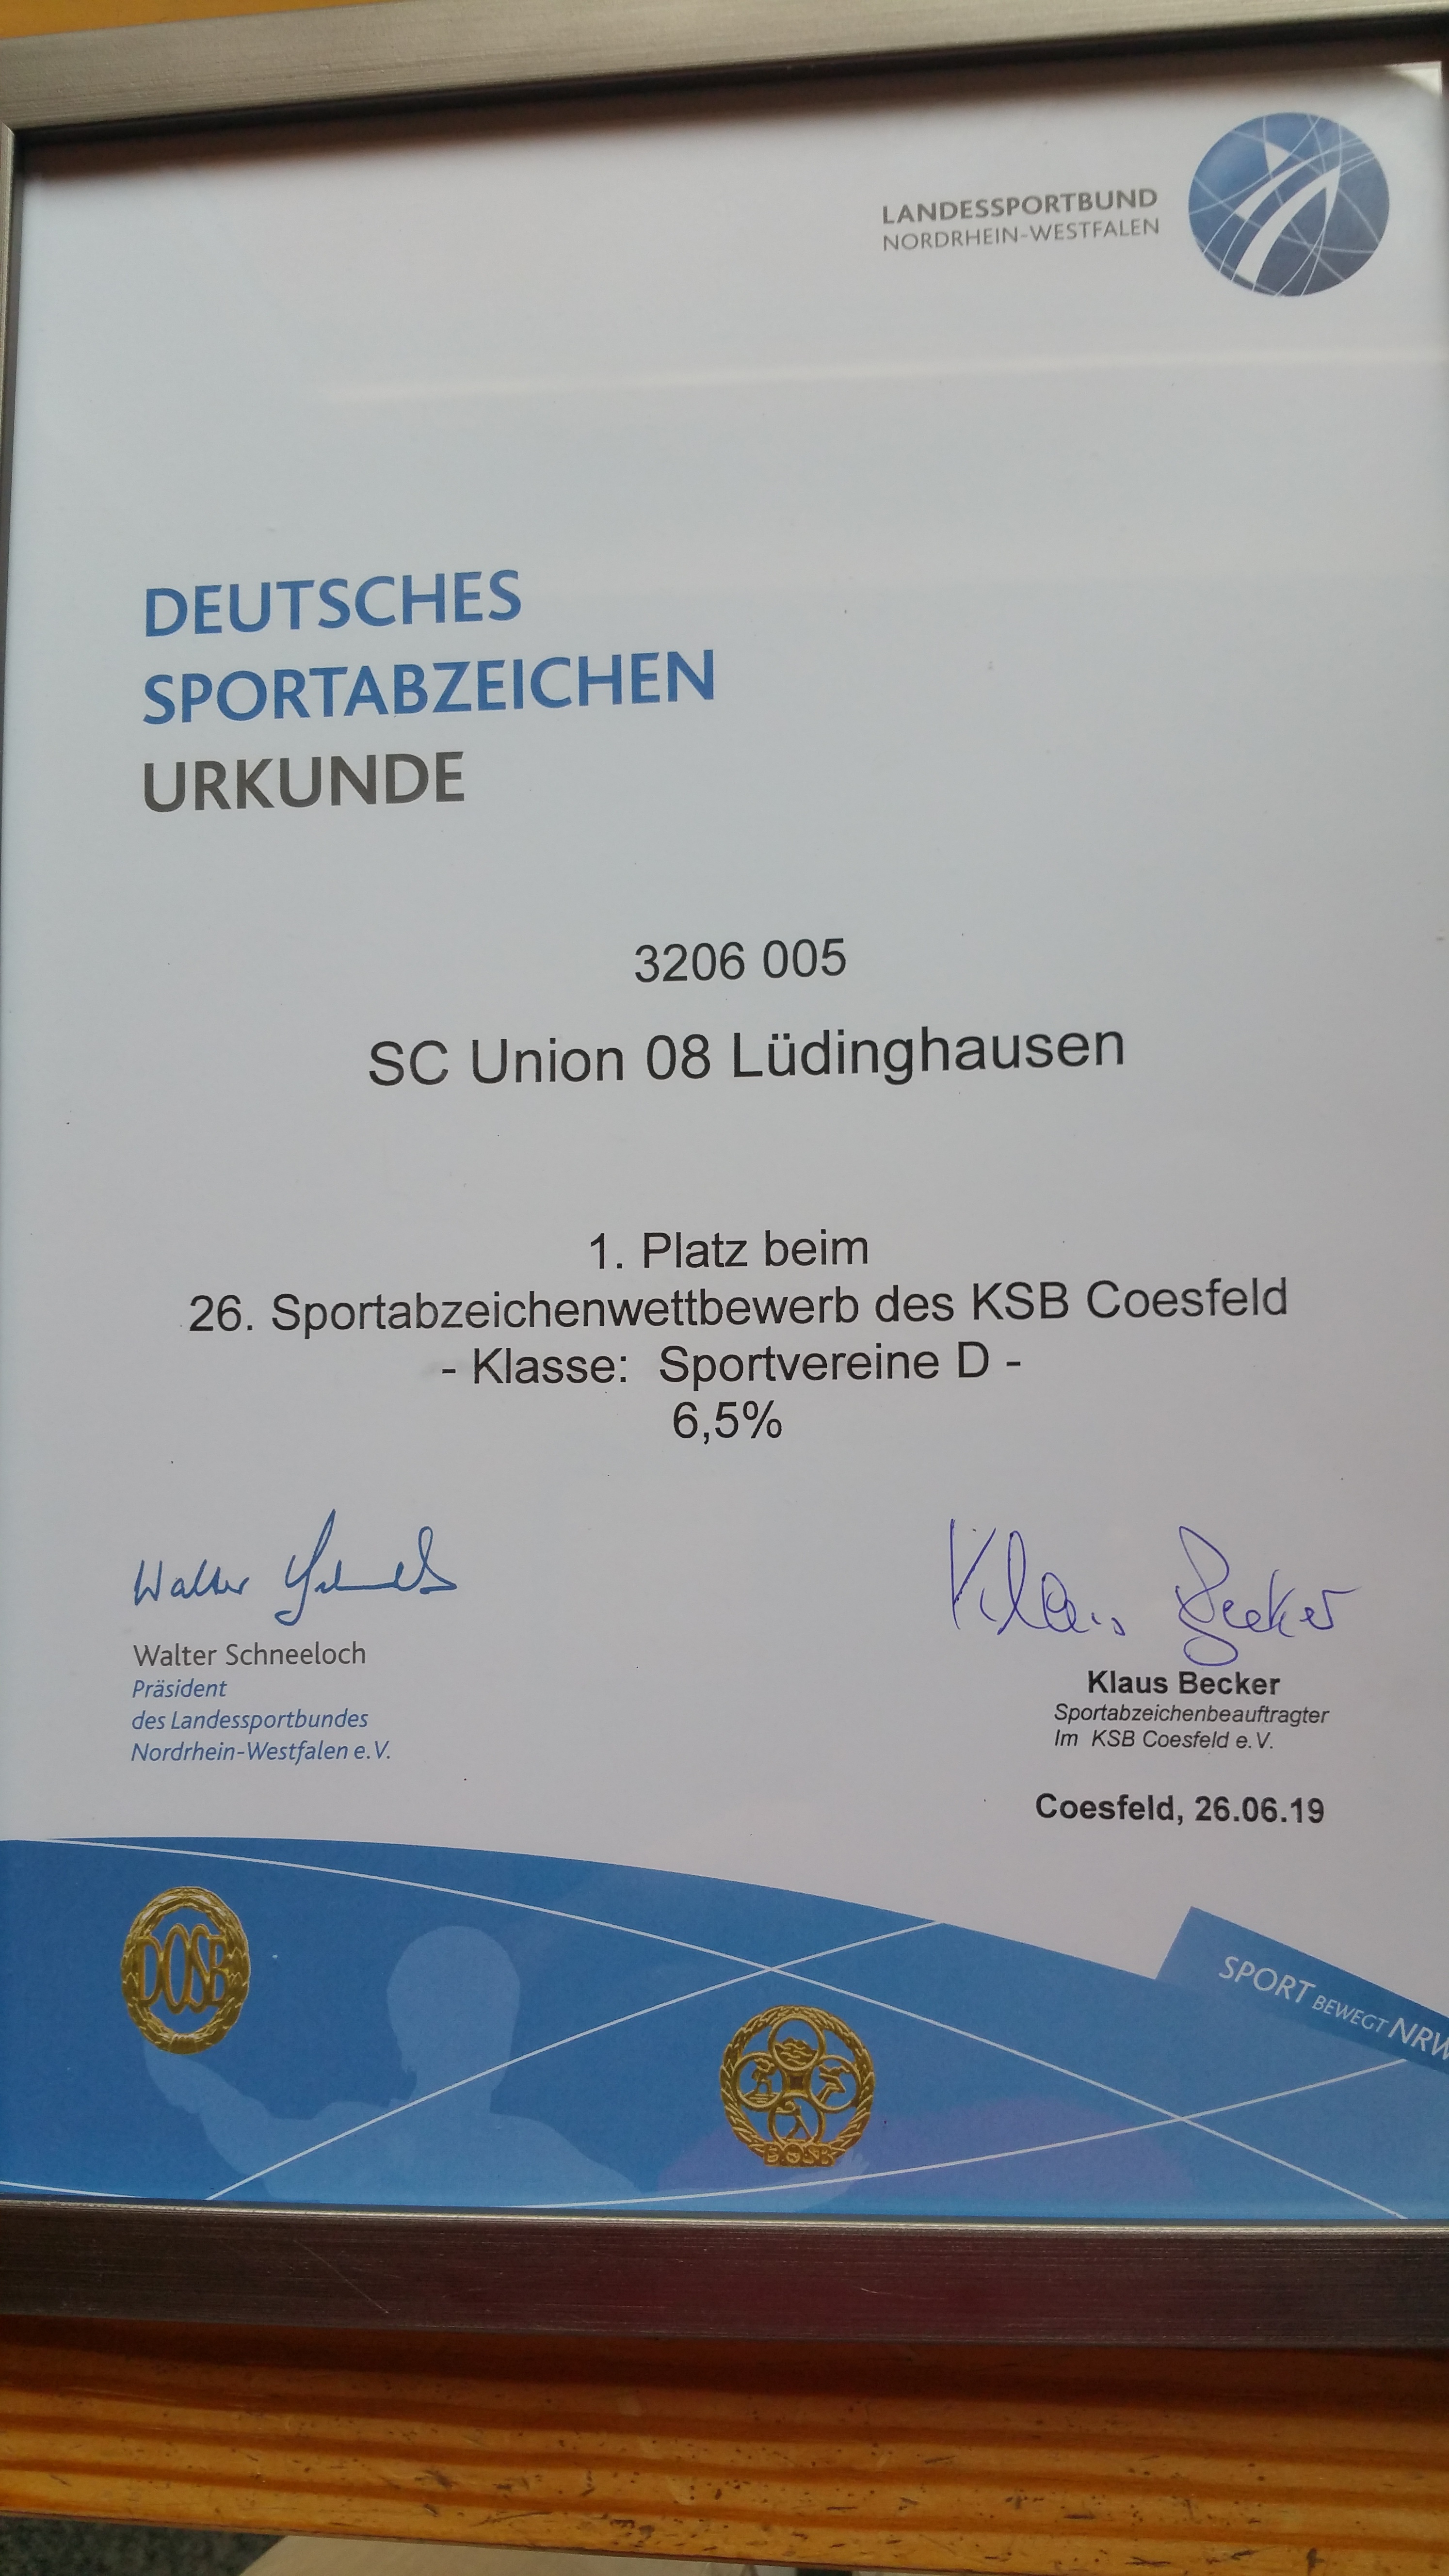 LANDESSPORTBUND
NORDRHEIN-WESTFALEN
DEUTSCHES
SPORTABZEICHEN
URKUNDE
3206 005
SC Union 08 Lüdinghausen
1. Platz beim
26. Sportabzeichenwettbewerb des KSB Coesfeld
- Klasse:  Sportvereine D -
6,5%
Walter Schneeloch
Klaus Becker
Walter Schneeloch
Präsident
des Landessportbundes
Nordrhein-Westfalen e.V.
Klaus Becker
Sportabzeichenbeauftragter
Im  KSB Coesfeld e.V.
Coesfeld, 26.06.19
DOSB
SPORT BEWEGT NRW
DOSB